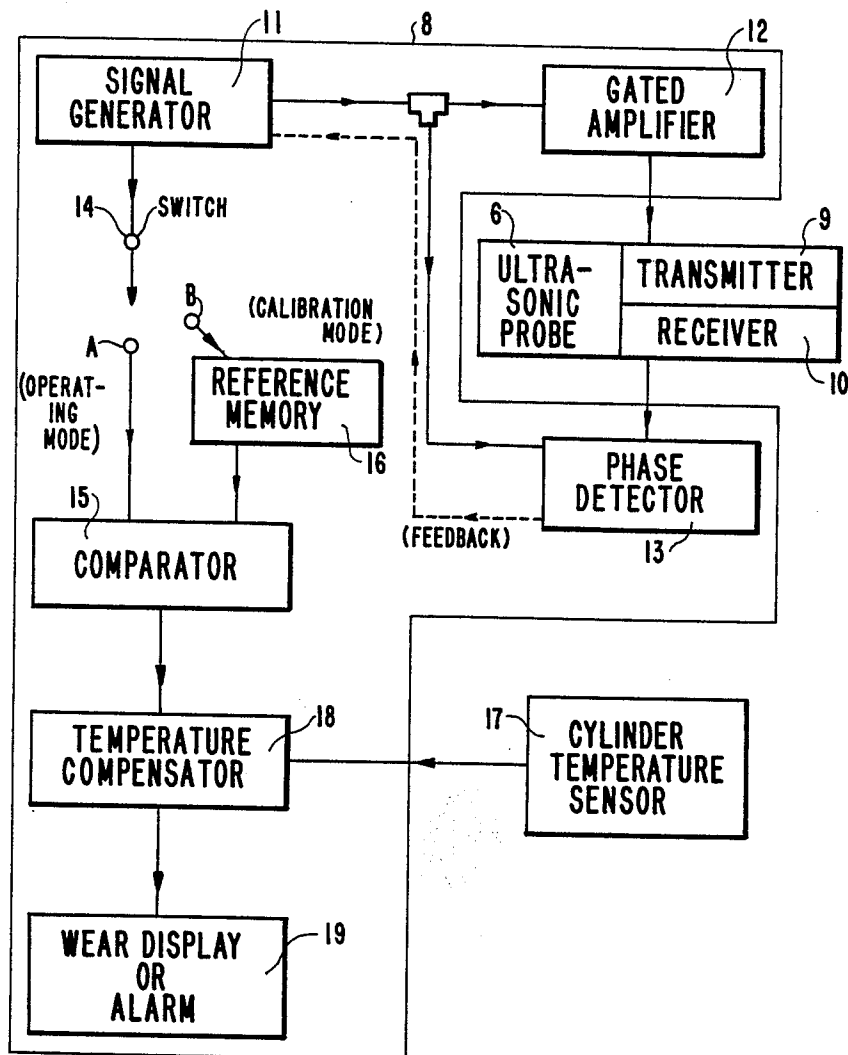 11
8
12
SIGNAL
GENERATOR
GATED
AMPLIFIER
14
SWITCH
6
9
ULTRA-
SONIC
PROBE
TRANSMITTER
RECEIVER
10
B
(CALIBRATION
MODE)
A
(OPERAT-
ING
MODE)
REFERENCE
MEMORY
16
PHASE
DETECTOR
13
(FEEDBACK)
15
COMPARATOR
18
TEMPERATURE
COMPENSATOR
17
CYLINDER
TEMPERATURE
SENSOR
19
WEAR DISPLAY
OR
ALARM